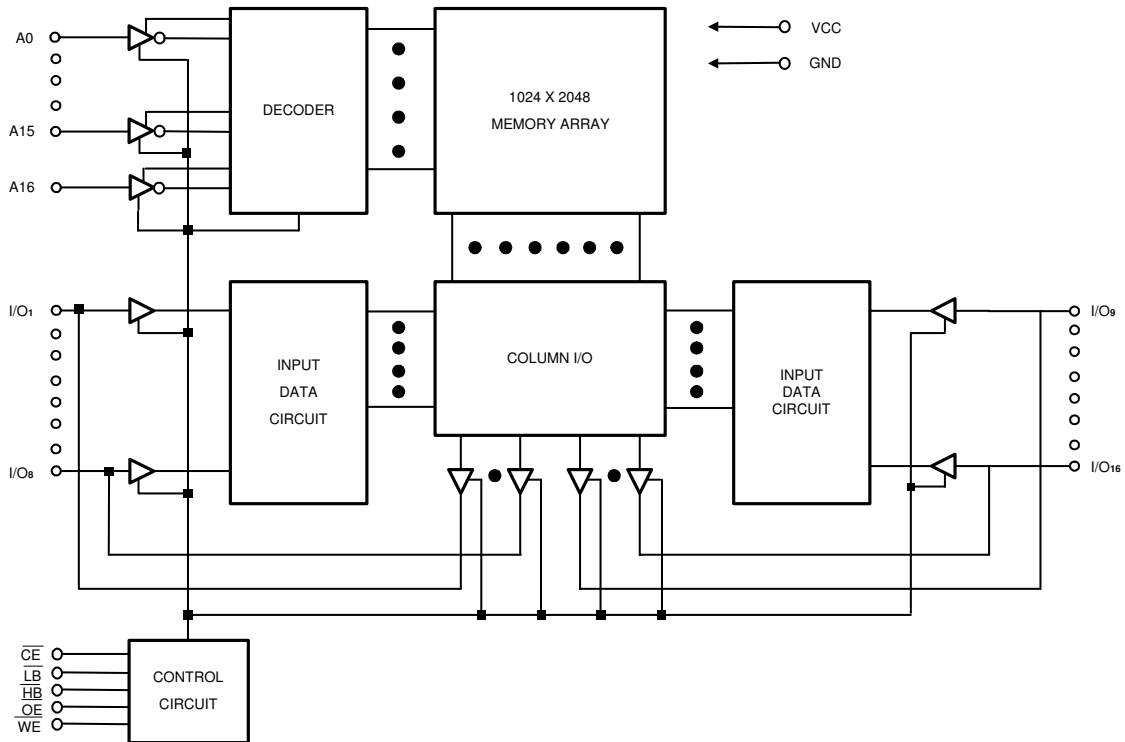 A0
A15
A16
DECODER
1024 X 2048
MEMORY ARRAY
VCC
GND
I/O1
I/O8
INPUT
DATA
CIRCUIT
COLUMN I/O
INPUT
DATA
CIRCUIT
I/O9
I/O16
CE
LB
HB
OE
WE
CONTROL
CIRCUIT